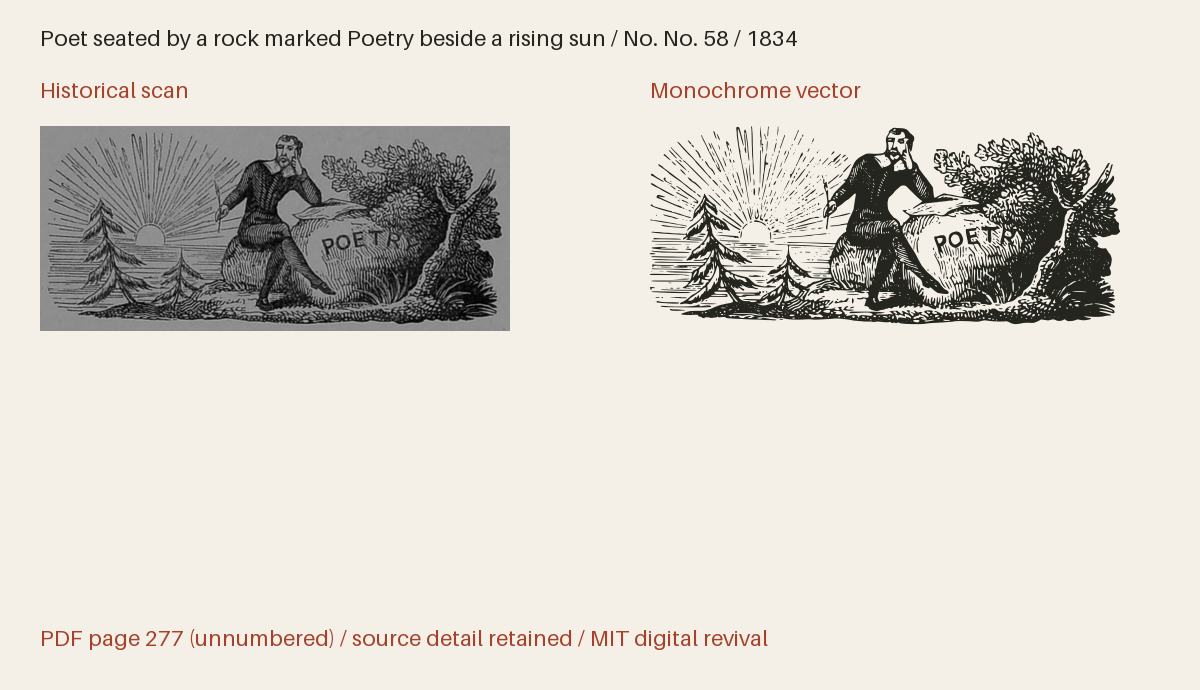 Poet seated by a rock marked Poetry beside a rising sun / No. No. 58 / 1834
Historical scan
Monochrome vector
POETRY
POETR
PDF page 277 (unnumbered) / source detail retained / MIT digital revival